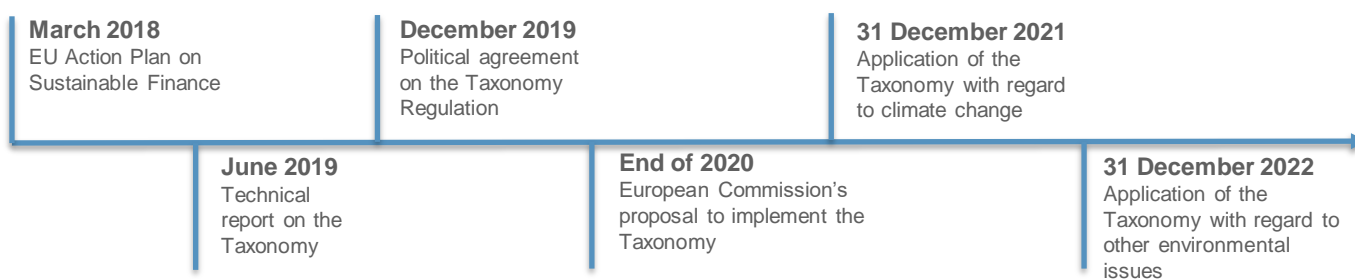 March 2018
EU Action Plan on
Sustainable Finance
June 2019
Technical
report on the
Taxonomy
December 2019
Political agreement
on the Taxonomy
Regulation
End of 2020
European Commission's
proposal to implement the
Taxonomy
31 December 2021
Application of the
Taxonomy with regard
to climate change
31 December 2022
Application of the
Taxonomy with regard to
other environmental
issues